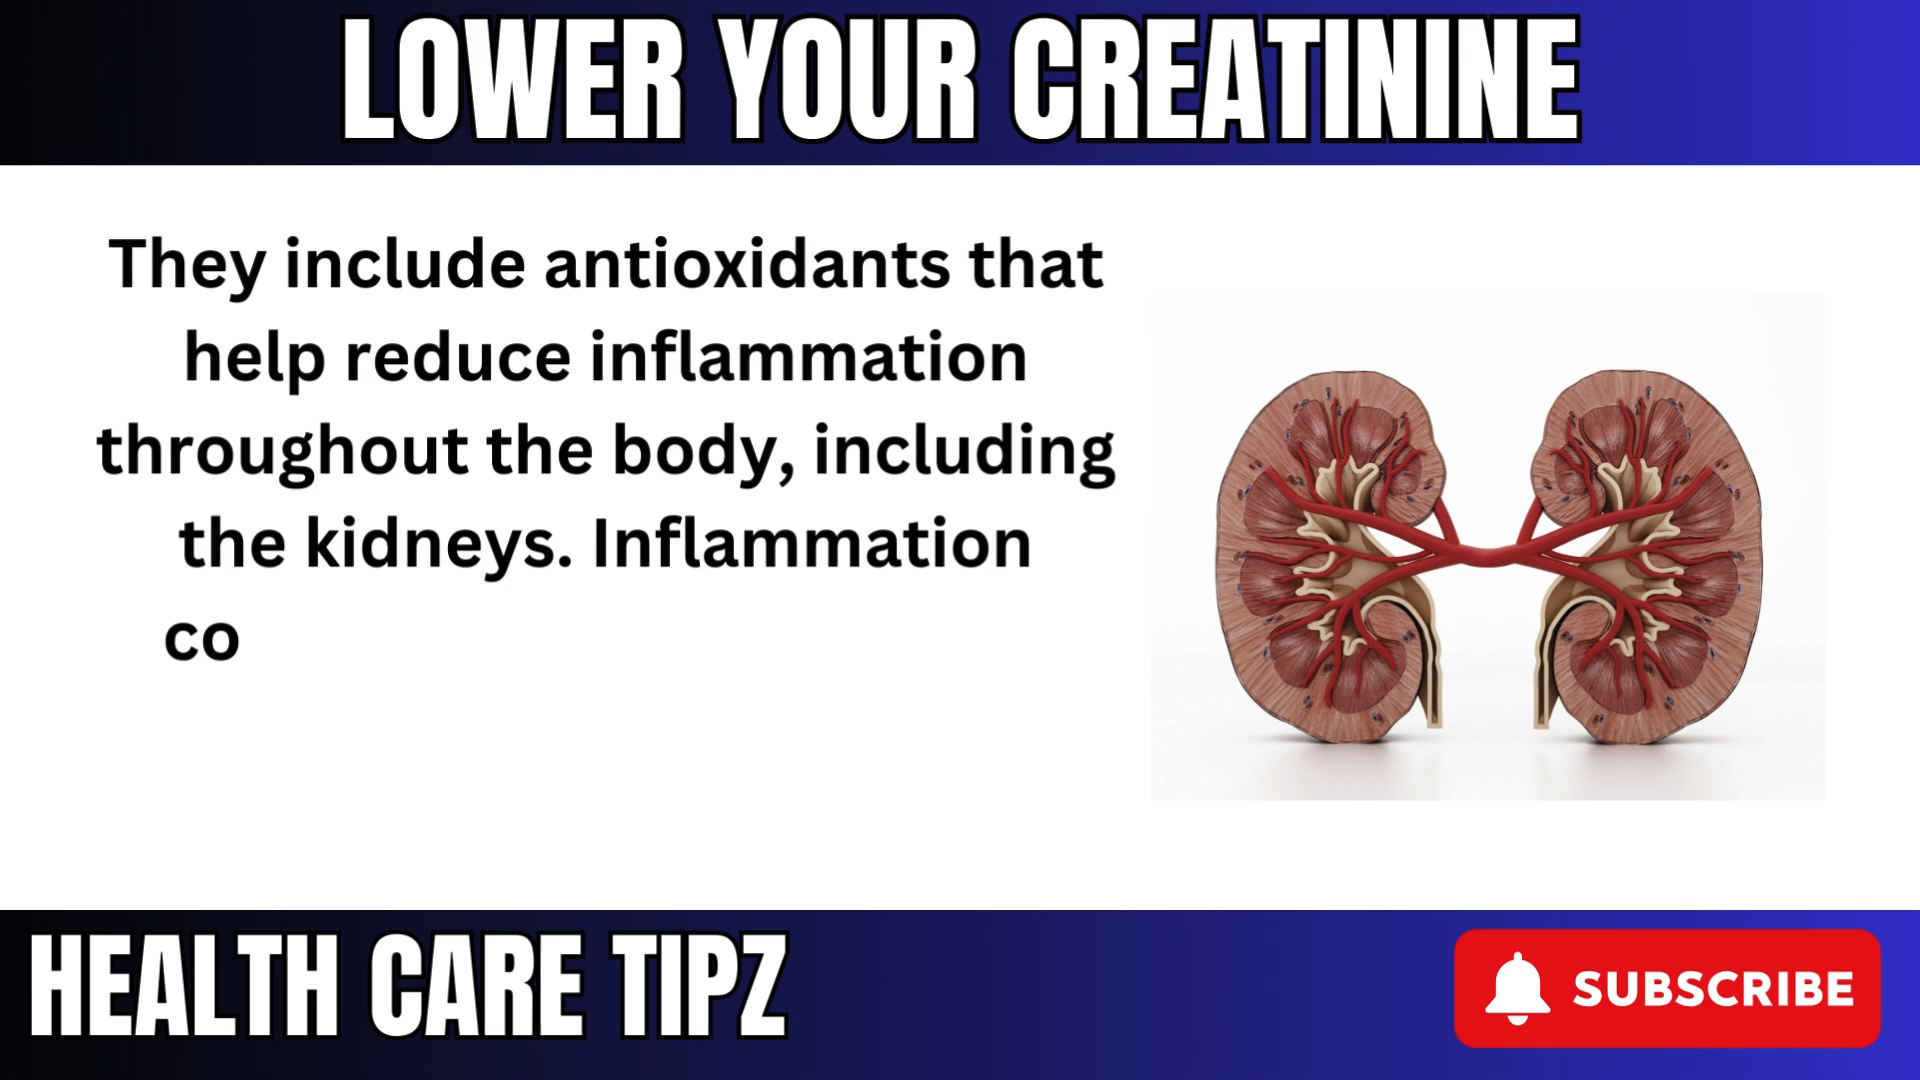 LOWER YOUR CREATININE
They include antioxidants that
help reduce inflammation
throughout the body, including
the kidneys. Inflammation
co
HEALTH CARE TIPZ
SUBSCRIBE